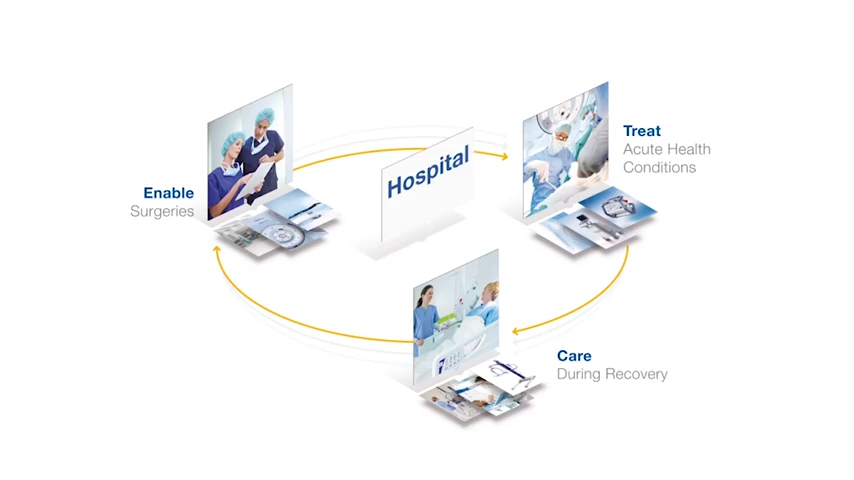 Hospital
Treat
Acute Health
Conditions
Enable
Surgeries
Care
During Recovery